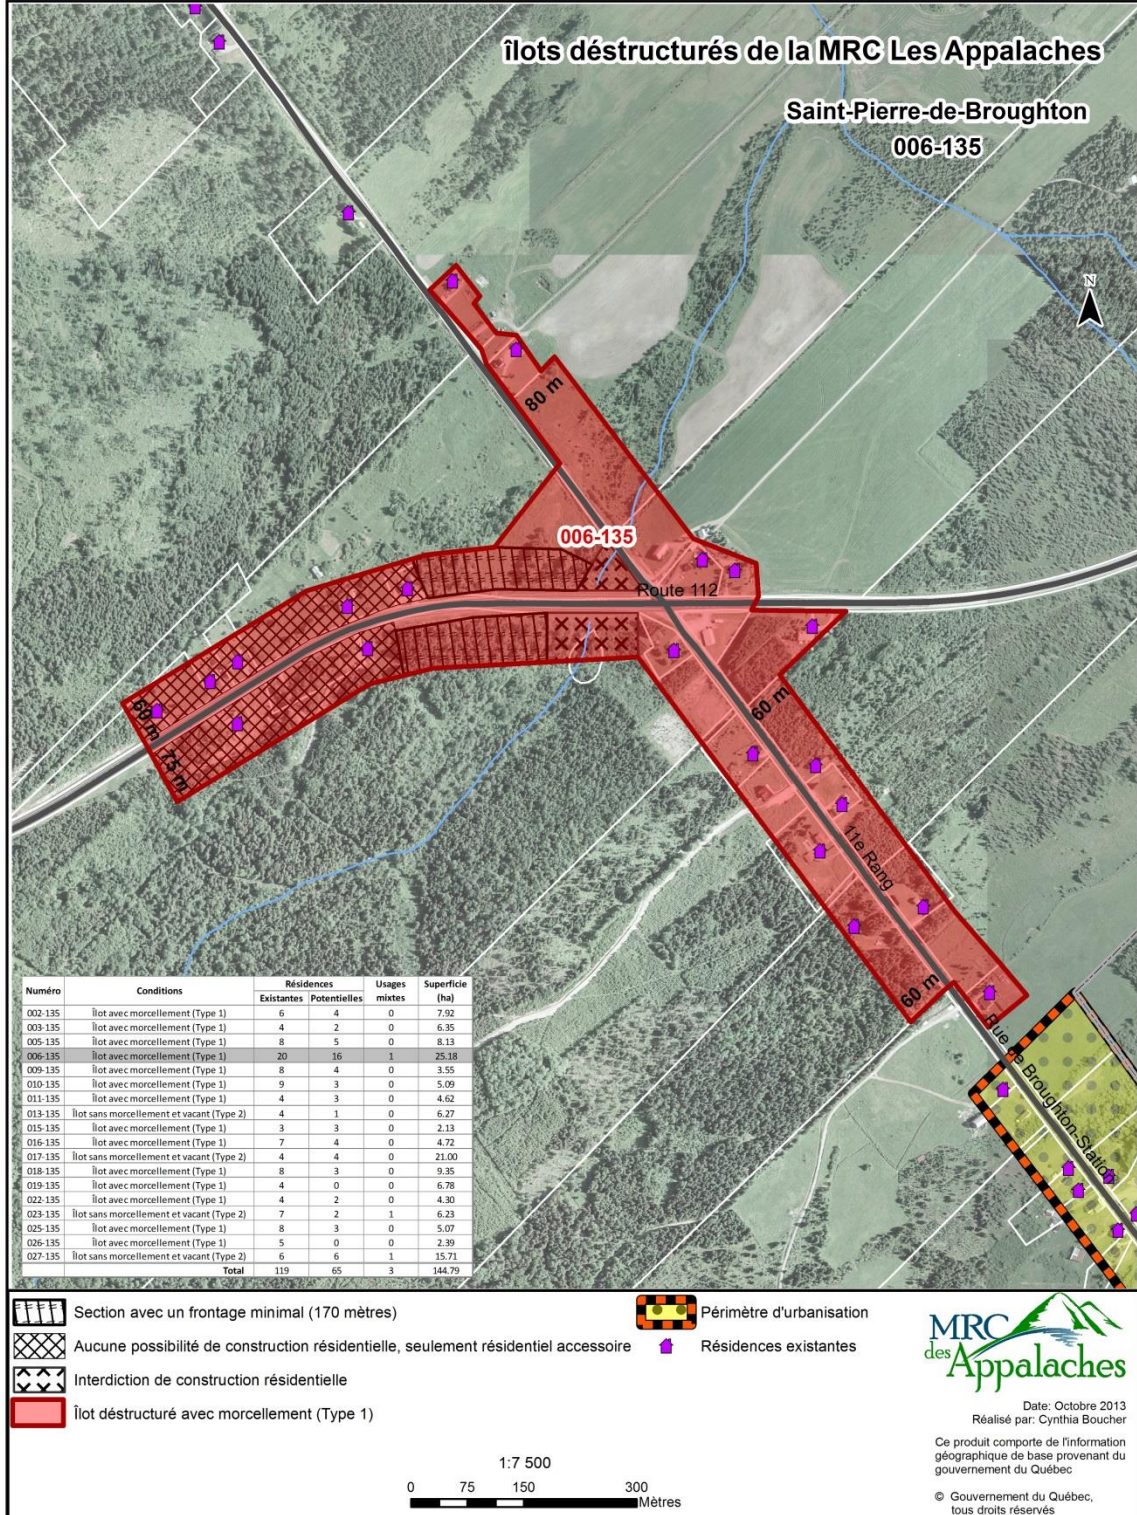 îlots déstructurés de la MRC Les Appalaches
Saint-Pierre-de-Broughton
006-135
N
80 m
006-135
Route 112
60 m
60 m
75 m
11e Rang
60 m
Rue de Broughton-Station
Numéro Conditions Résidences Usages mixtes Superficie (ha)
Existantes Potentielles
002-135 Îlot avec morcellement (Type 1) 6 4 0 7.92
003-135 Îlot avec morcellement (Type 1) 4 2 0 6.35
005-135 Îlot avec morcellement (Type 1) 8 5 0 8.13
006-135 Îlot avec morcellement (Type 1) 20 16 1 25.18
009-135 Îlot avec morcellement (Type 1) 8 4 0 3.55
010-135 Îlot avec morcellement (Type 1) 9 3 0 5.09
011-135 Îlot avec morcellement (Type 1) 4 3 0 4.62
013-135 Îlot sans morcellement et vacant (Type 2) 4 1 0 6.27
015-135 Îlot avec morcellement (Type 1) 3 3 0 2.13
016-135 Îlot avec morcellement (Type 1) 7 4 0 4.72
017-135 Îlot sans morcellement et vacant (Type 2) 4 4 0 21.00
018-135 Îlot avec morcellement (Type 1) 8 3 0 9.35
019-135 Îlot avec morcellement (Type 1) 4 0 0 6.78
022-135 Îlot avec morcellement (Type 1) 4 2 0 4.30
023-135 Îlot sans morcellement et vacant (Type 2) 7 2 1 6.23
025-135 Îlot avec morcellement (Type 1) 8 3 0 5.07
026-135 Îlot avec morcellement (Type 1) 5 0 0 2.39
027-135 Îlot sans morcellement et vacant (Type 2) 6 6 1 15.71
Total 119 65 3 144.79
Section avec un frontage minimal (170 mètres)
Aucune possibilité de construction résidentielle, seulement résidentiel accessoire
Interdiction de construction résidentielle
Îlot déstructuré avec morcellement (Type 1)
Périmètre d'urbanisation
Résidences existantes
1:7 500
0 75 150 300
Mètres
MRC
des
Appalaches
Date: Octobre 2013
Réalisé par: Cynthia Boucher
Ce produit comporte de l'information
géographique de base provenant du
gouvernement du Québec
© Gouvernement du Québec,
tous droits réservés